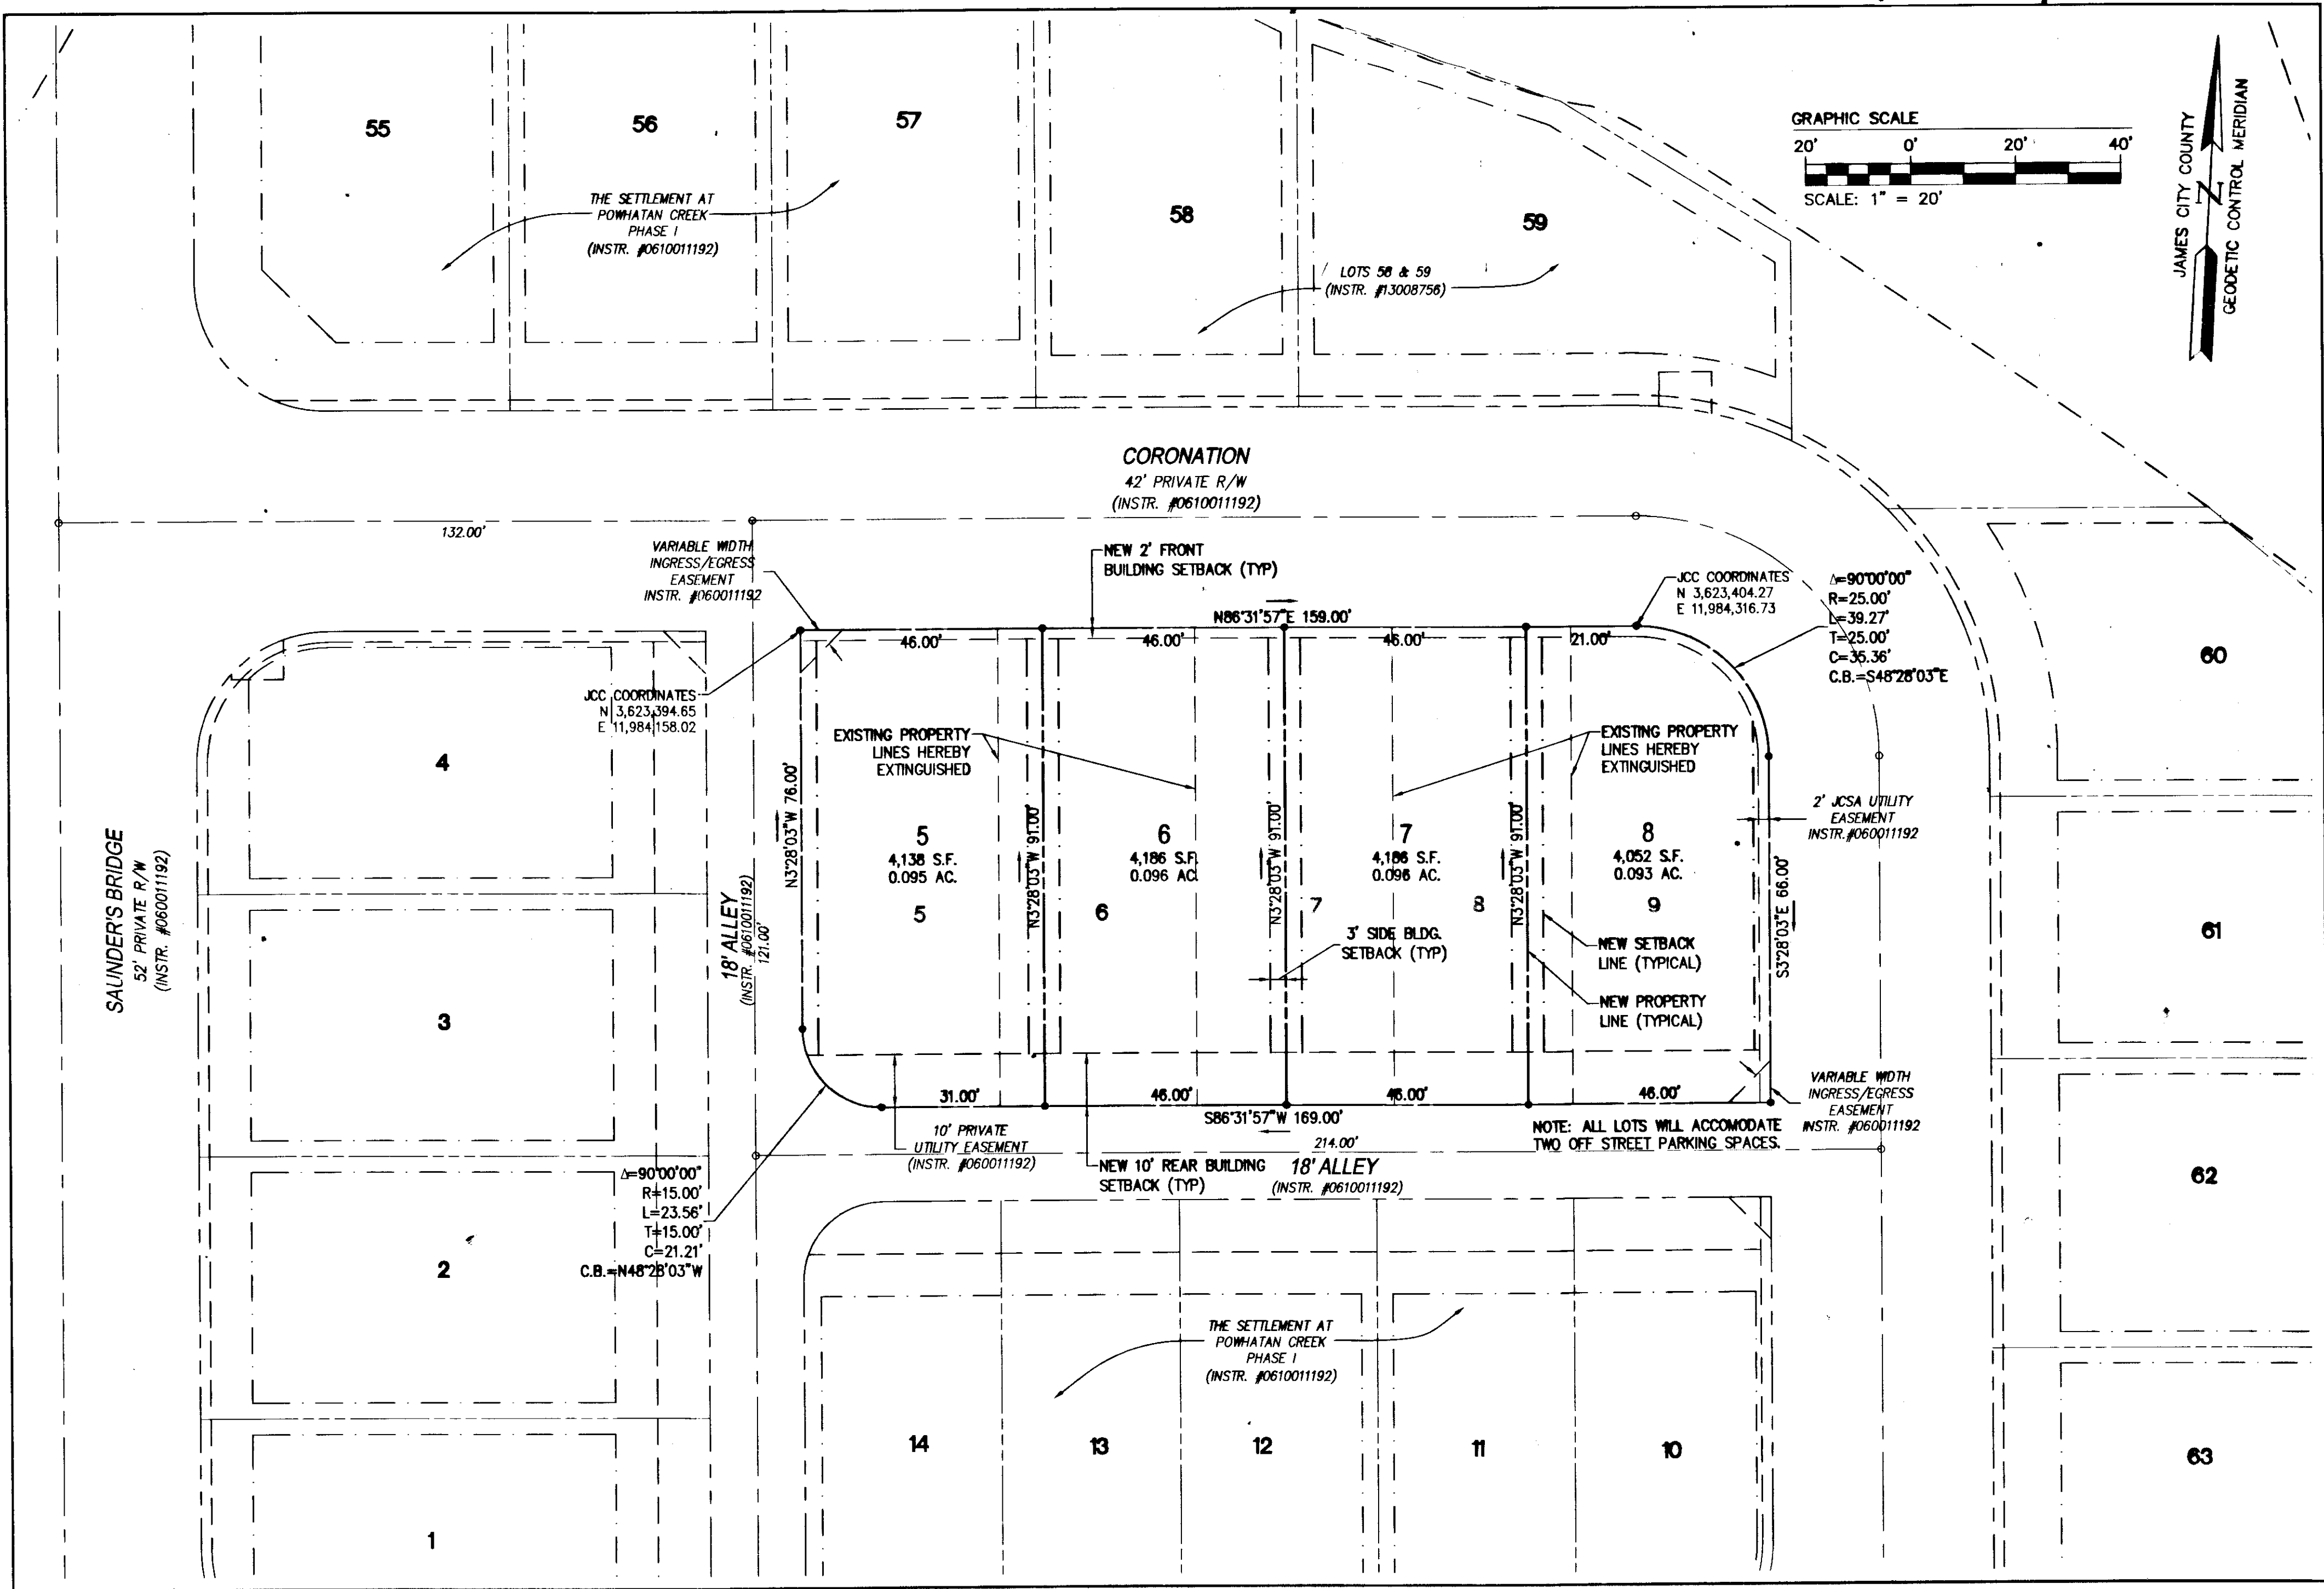 55
56
57
58
59
THE SETTLEMENT AT
POWHATAN CREEK
PHASE I
(INSTR. #0610011192)
LOTS 58 & 59
(INSTR. #13008756)
GRAPHIC SCALE
20' 0' 20' 40'
SCALE: 1" = 20'
JAMES CITY COUNTY
N
GEODETIC CONTROL MERIDIAN
CORONATION
42' PRIVATE R/W
(INSTR. #0610011192)
132.00'
VARIABLE WIDTH
INGRESS/EGRESS
EASEMENT
INSTR. #060011192
NEW 2' FRONT
BUILDING SETBACK (TYP)
N86°31'57"E 159.00'
46.00'
46.00'
46.00'
21.00'
JCC COORDINATES
N 3,623,404.27
E 11,984,316.73
Δ=90°00'00"
R=25.00'
L=39.27'
T=25.00'
C=35.36'
C.B.=S48°28'03"E
60
JCC COORDINATES
N 3,623,394.65
E 11,984,158.02
4
EXISTING PROPERTY
LINES HEREBY
EXTINGUISHED
EXISTING PROPERTY
LINES HEREBY
EXTINGUISHED
N3°28'03"W 76.00'
2' JCSA UTILITY
EASEMENT
INSTR.#060011192
5
4,138 S.F.
0.095 AC.
5
N3°28'03"W 91.00'
6
4,186 S.F.
0.096 AC.
6
N3°28'03"W 91.00'
7
4,186 S.F.
0.096 AC.
7
8
N3°28'03"W 91.00'
8
4,052 S.F.
0.093 AC.
9
S3°28'03"E 66.00'
61
SAUNDER'S BRIDGE
52' PRIVATE R/W
(INSTR. #0600011192)
18' ALLEY
(INSTR. #0610011192)
121.00'
3' SIDE BLDG.
SETBACK (TYP)
NEW SETBACK
LINE (TYPICAL)
NEW PROPERTY
LINE (TYPICAL)
3
31.00'
46.00'
46.00'
46.00'
S86°31'57"W 169.00'
VARIABLE WIDTH
INGRESS/EGRESS
EASEMENT
INSTR. #060011192
NOTE: ALL LOTS WILL ACCOMODATE
TWO OFF STREET PARKING SPACES.
10' PRIVATE
UTILITY EASEMENT
(INSTR. #060011192)
214.00'
NEW 10' REAR BUILDING
SETBACK (TYP)
18' ALLEY
(INSTR. #0610011192)
62
Δ=90°00'00"
R=15.00'
L=23.56'
T=15.00'
C=21.21'
C.B.=N48°28'03"W
2
THE SETTLEMENT AT
POWHATAN CREEK
PHASE I
(INSTR. #0610011192)
14
13
12
11
10
63
1